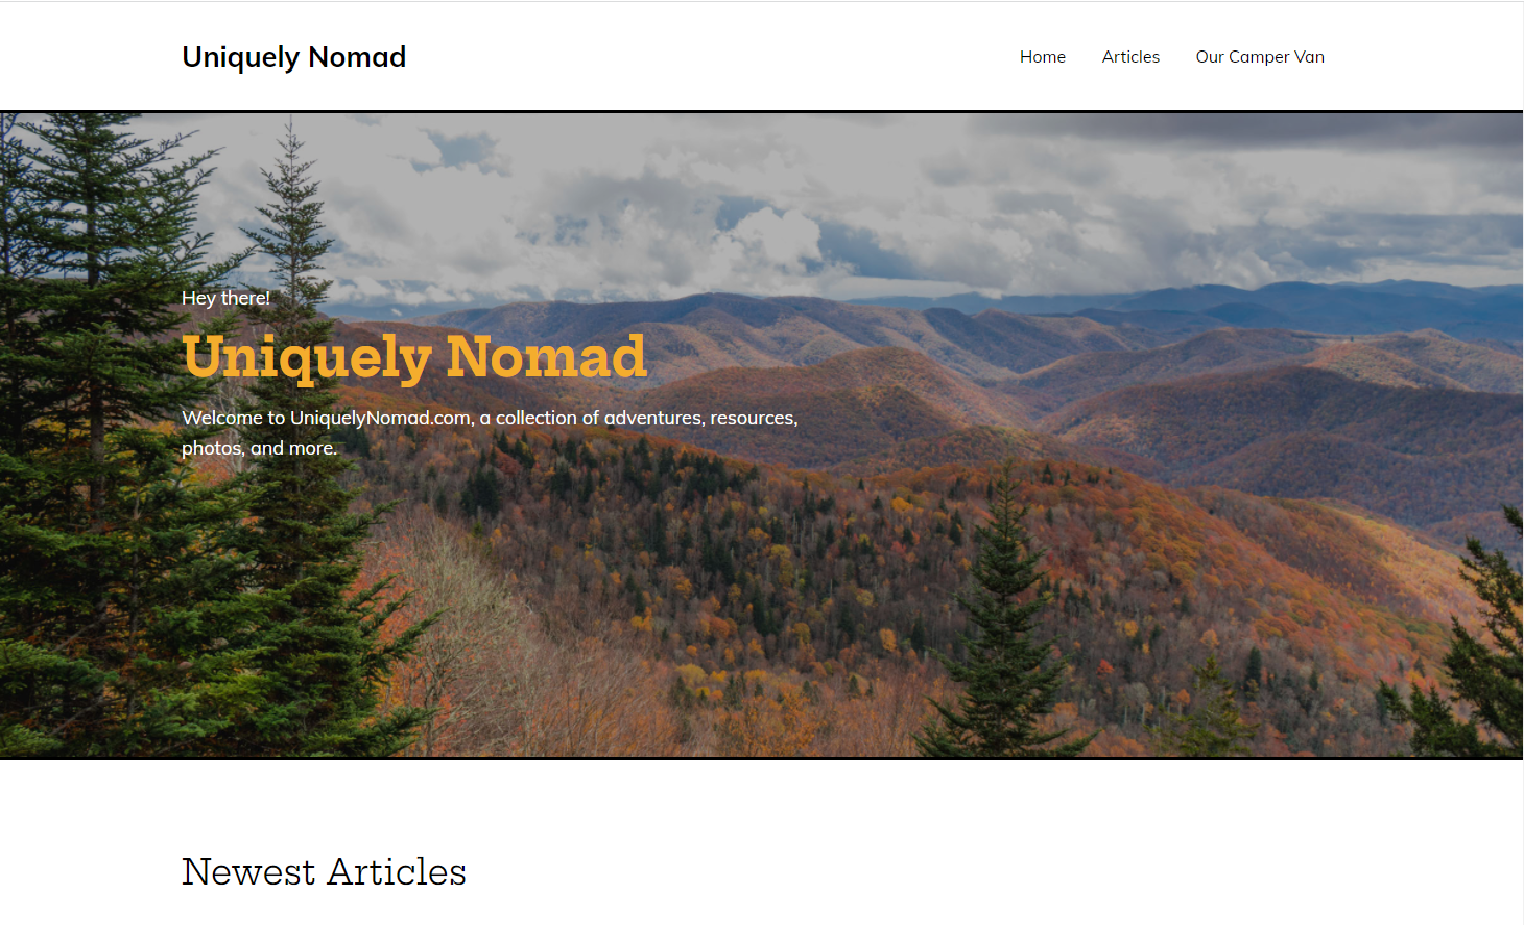 Uniquely Nomad
Home Articles Our Camper Van
Hey there!
Uniquely Nomad
Welcome to UniquelyNomad.com, a collection of adventures, resources,
photos, and more.
Newest Articles